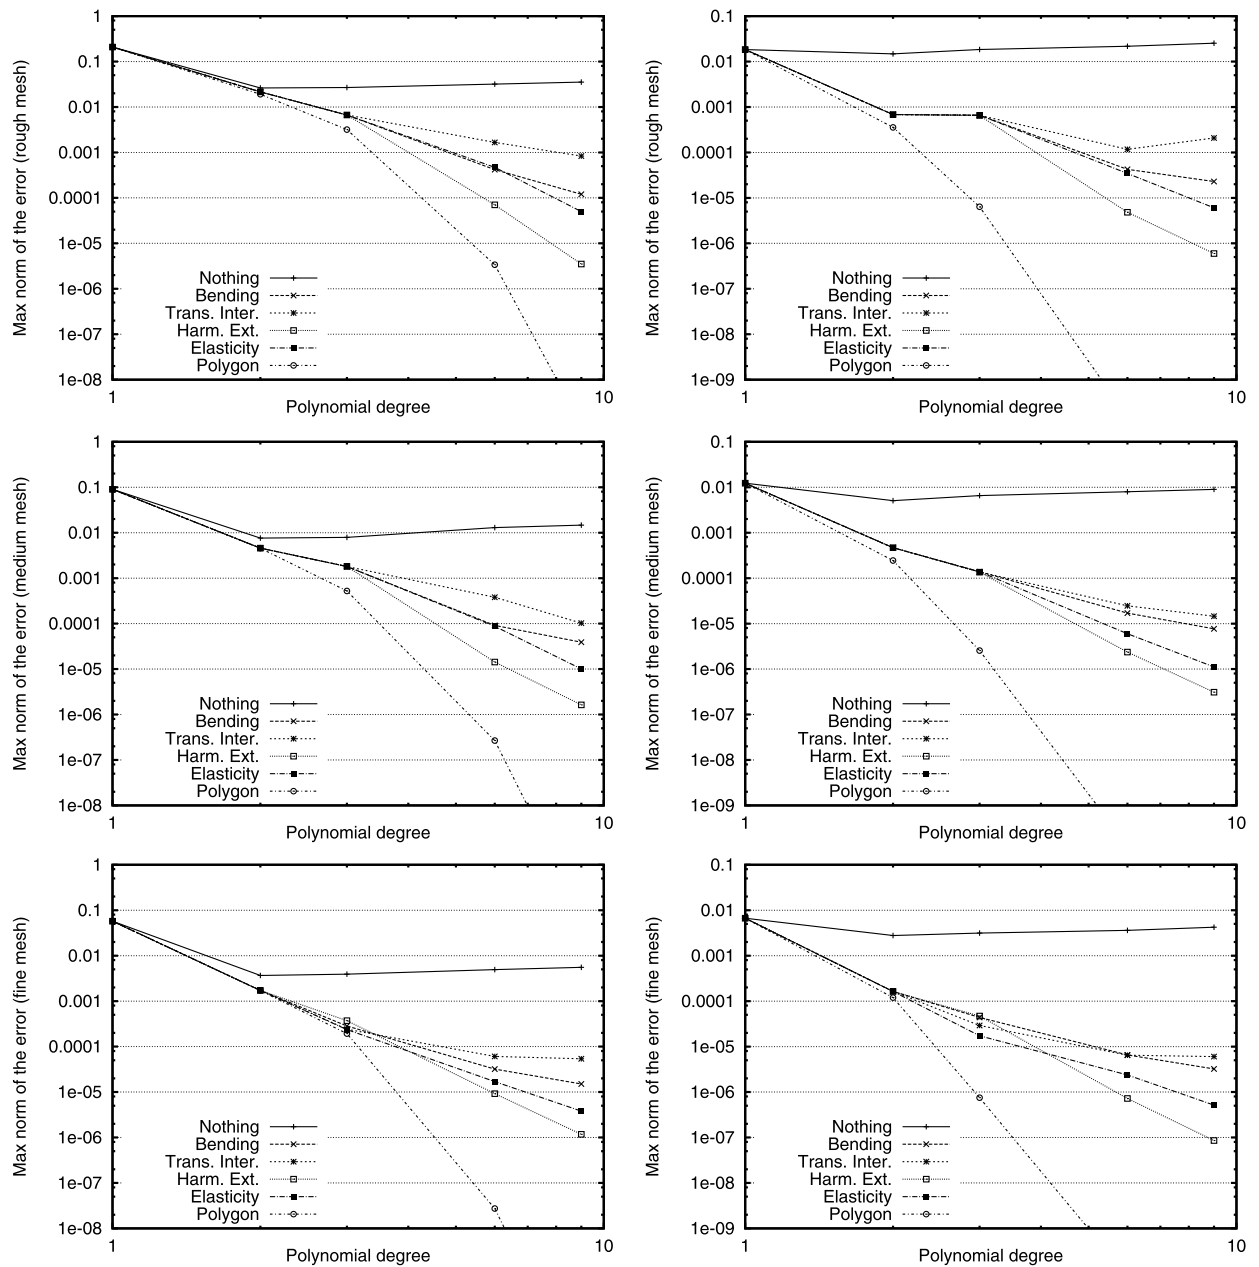 Max norm of the error (rough mesh)
1
0.1
0.01
0.001
0.0001
1e-05
1e-06
1e-07
1e-08
Nothing
Bending
Trans. Inter.
Harm. Ext.
Elasticity
Polygon
1
10
Polynomial degree
Max norm of the error (rough mesh)
0.1
0.01
0.001
0.0001
1e-05
1e-06
1e-07
1e-08
1e-09
Nothing
Bending
Trans. Inter.
Harm. Ext.
Elasticity
Polygon
1
10
Polynomial degree
Max norm of the error (medium mesh)
1
0.1
0.01
0.001
0.0001
1e-05
1e-06
1e-07
1e-08
Nothing
Bending
Trans. Inter.
Harm. Ext.
Elasticity
Polygon
1
10
Polynomial degree
Max norm of the error (medium mesh)
0.1
0.01
0.001
0.0001
1e-05
1e-06
1e-07
1e-08
1e-09
Nothing
Bending
Trans. Inter.
Harm. Ext.
Elasticity
Polygon
1
10
Polynomial degree
Max norm of the error (fine mesh)
1
0.1
0.01
0.001
0.0001
1e-05
1e-06
1e-07
1e-08
Nothing
Bending
Trans. Inter.
Harm. Ext.
Elasticity
Polygon
1
10
Polynomial degree
Max norm of the error (fine mesh)
0.1
0.01
0.001
0.0001
1e-05
1e-06
1e-07
1e-08
1e-09
Nothing
Bending
Trans. Inter.
Harm. Ext.
Elasticity
Polygon
1
10
Polynomial degree